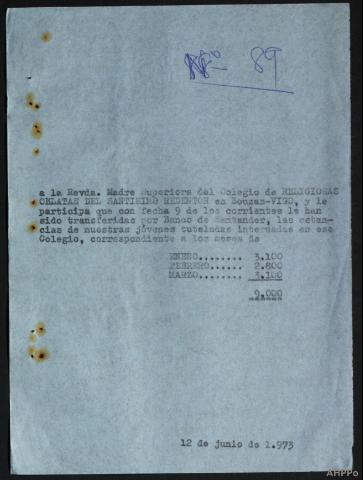 Nº- 89
a la Revda. Madre Superiora del Colegio de RELIGIOSAS
OBLATAS DEL SANTISIMO REDENTOR en Bouzas-VIGO, y le
participa que con fecha 9 de los corrientes le han
sido transferidas por Banco de Santander, las estan-
cias de nuestras jóvenes tuteladas internadas en ese
Colegio, correspondiente a los meses de
ENERO........ 3.100
FEBRERO...... 2.800
MARZO........ 3.100
9.000
12 de junio de 1.973
AHPPo